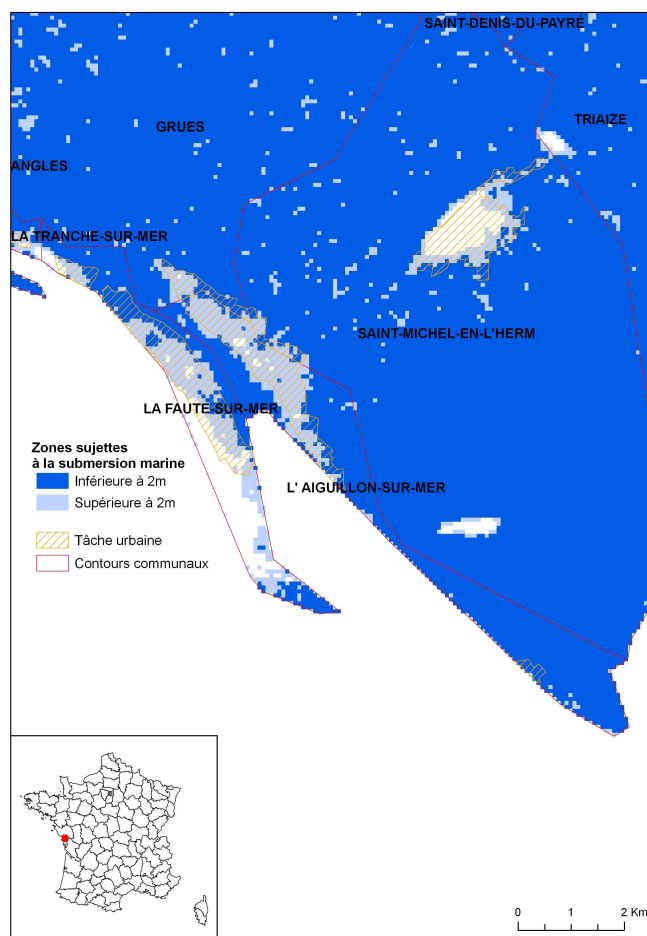 SAINT-DENIS-DU-PAYRÉ
TRIAIZE
GRUES
ANGLES
LA TRANCHE-SUR-MER
SAINT-MICHEL-EN-L'HERM
LA FAUTE-SUR-MER
L' AIGUILLON-SUR-MER
Zones sujettes
à la submersion marine
Inférieure à 2m
Supérieure à 2m
Tâche urbaine
Contours communaux
0 1 2 Km